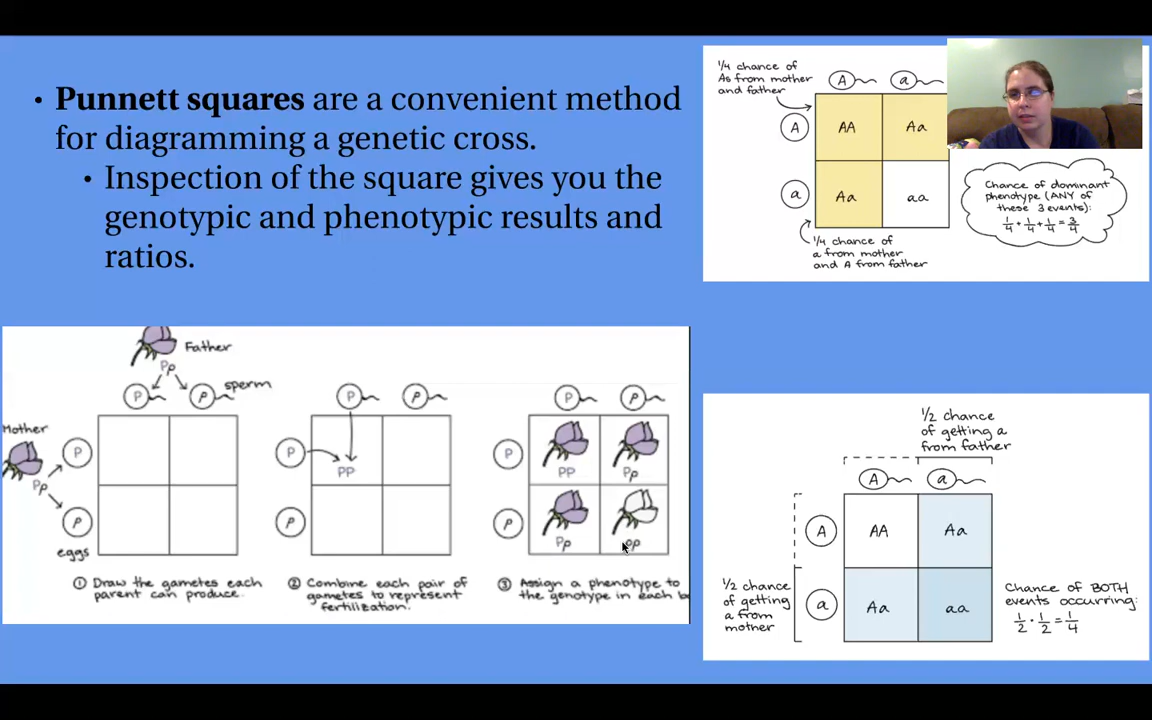 • Punnett squares are a convenient method
for diagramming a genetic cross.
• Inspection of the square gives you the
genotypic and phenotypic results and
ratios.
1/4 chance of
As from mother
and father
A
a
A
AA
Aa
a
Aa
aa
1/4 chance of
a from mother
and A from father
Chance of dominant
phenotype (ANY of
these 3 events):
1/4 + 1/4 + 1/4 = 3/4
Father
Pp
P
p
sperm
Mother
Pp
P
p
eggs
① Draw the gametes each
parent can produce.
P
p
P
PP
p
② Combine each pair of
gametes to represent
fertilization.
P
p
P
PP
Pp
p
Pp
pp
③ Assign a phenotype to
the genotype in each b
1/2 chance
of getting a
from father
A
a
A
AA
Aa
1/2 chance
of getting
a from
mother
a
Aa
aa
Chance of BOTH
events occurring:
1/2 · 1/2 = 1/4